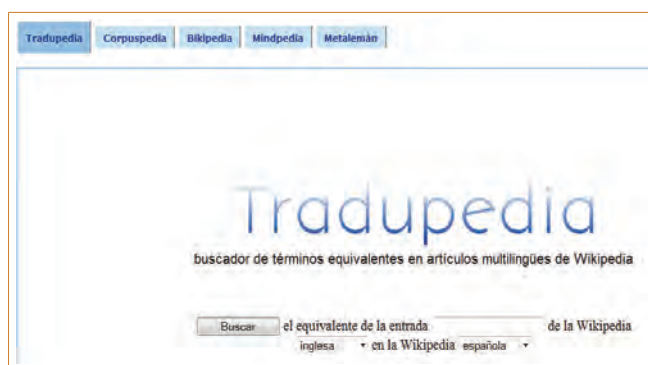 Tradupedia Corpuspedia Bikipedia Mindpedia Metalemán
Tradupedia
buscador de términos equivalentes en artículos multilingües de Wikipedia
Buscar el equivalente de la entrada de la Wikipedia
inglesa en la Wikipedia española